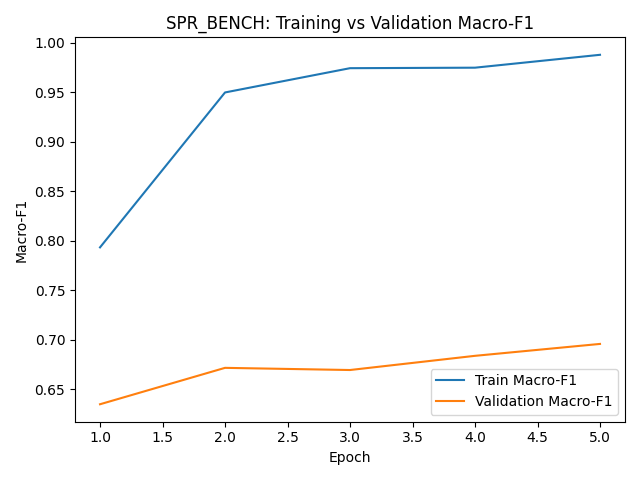 SPR_BENCH: Training vs Validation Macro-F1
1.00
0.95
0.90
0.85
0.80
0.75
0.70
0.65
Macro-F1
Train Macro-F1
Validation Macro-F1
1.0 1.5 2.0 2.5 3.0 3.5 4.0 4.5 5.0
Epoch